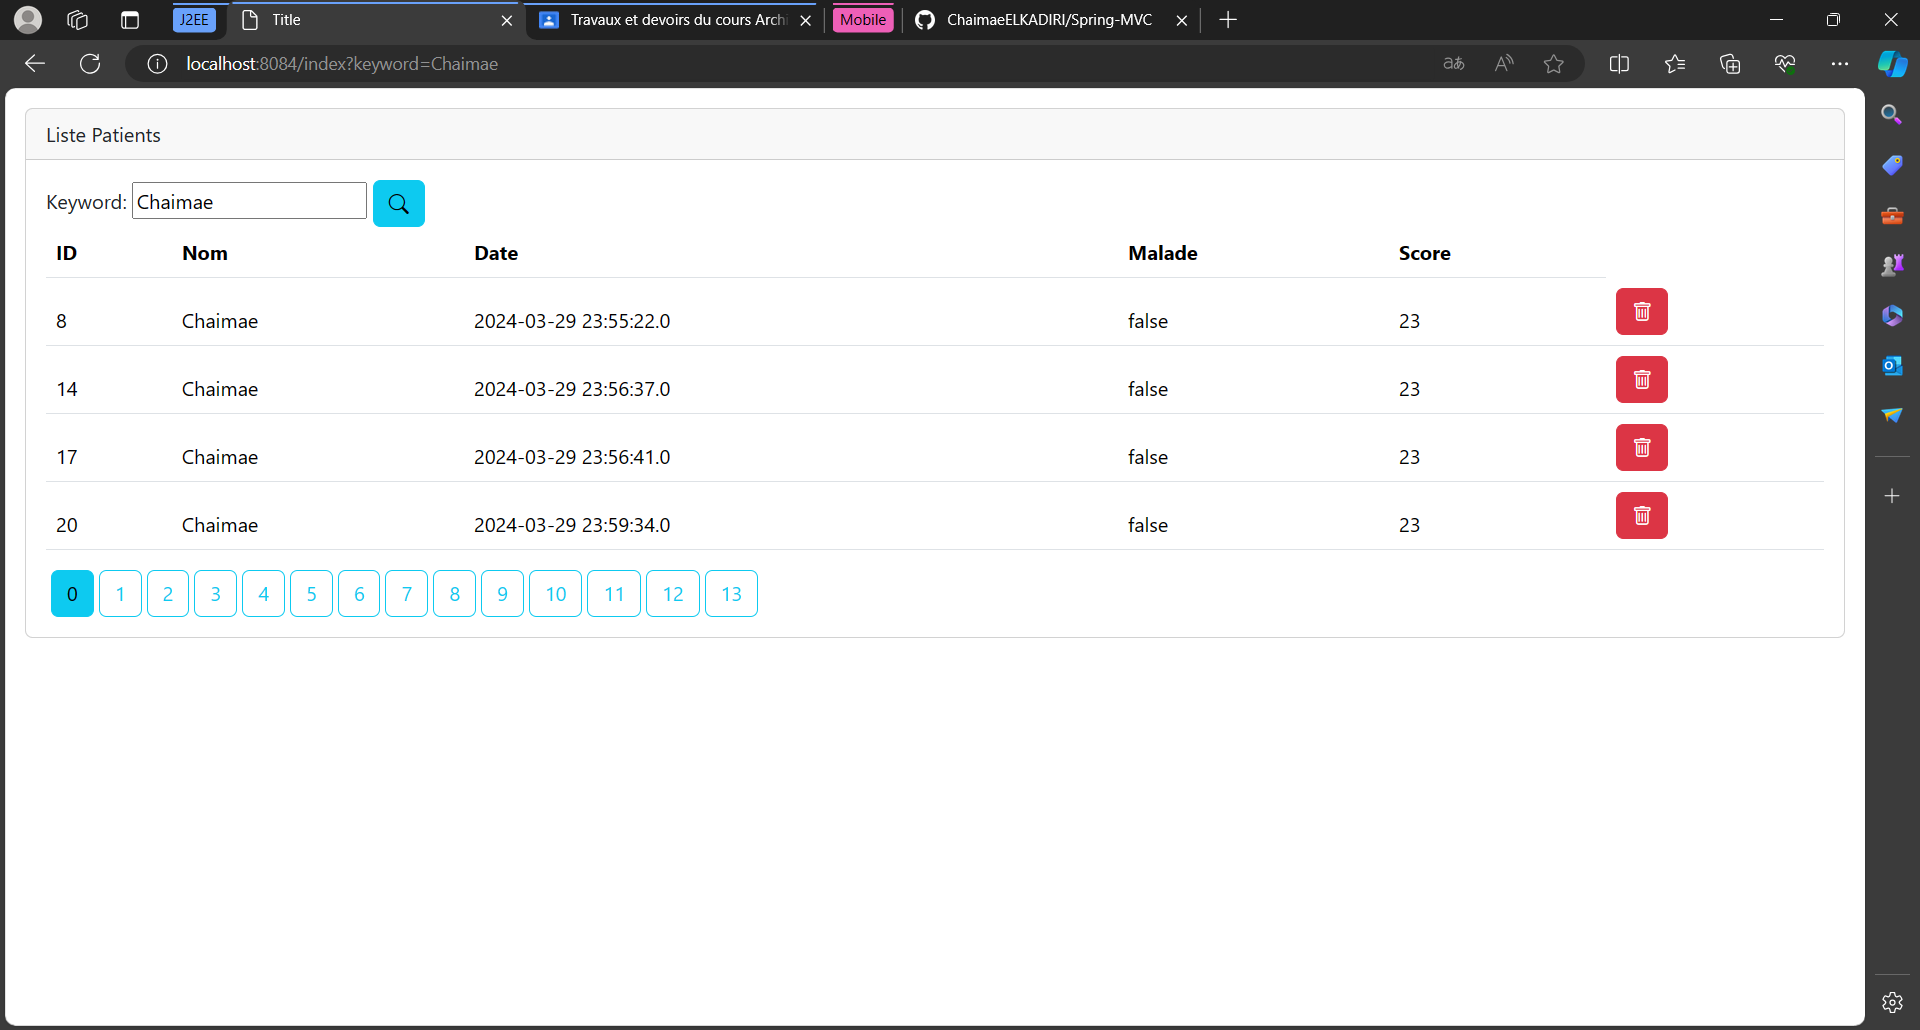 J2EE Title Travaux et devoirs du cours Archi Mobile ChaimaeELKADIRI/Spring-MVC
localhost:8084/index?keyword=Chaimae
Liste Patients
Keyword: Chaimae
ID Nom Date Malade Score
8 Chaimae 2024-03-29 23:55:22.0 false 23
14 Chaimae 2024-03-29 23:56:37.0 false 23
17 Chaimae 2024-03-29 23:56:41.0 false 23
20 Chaimae 2024-03-29 23:59:34.0 false 23
0 1 2 3 4 5 6 7 8 9 10 11 12 13